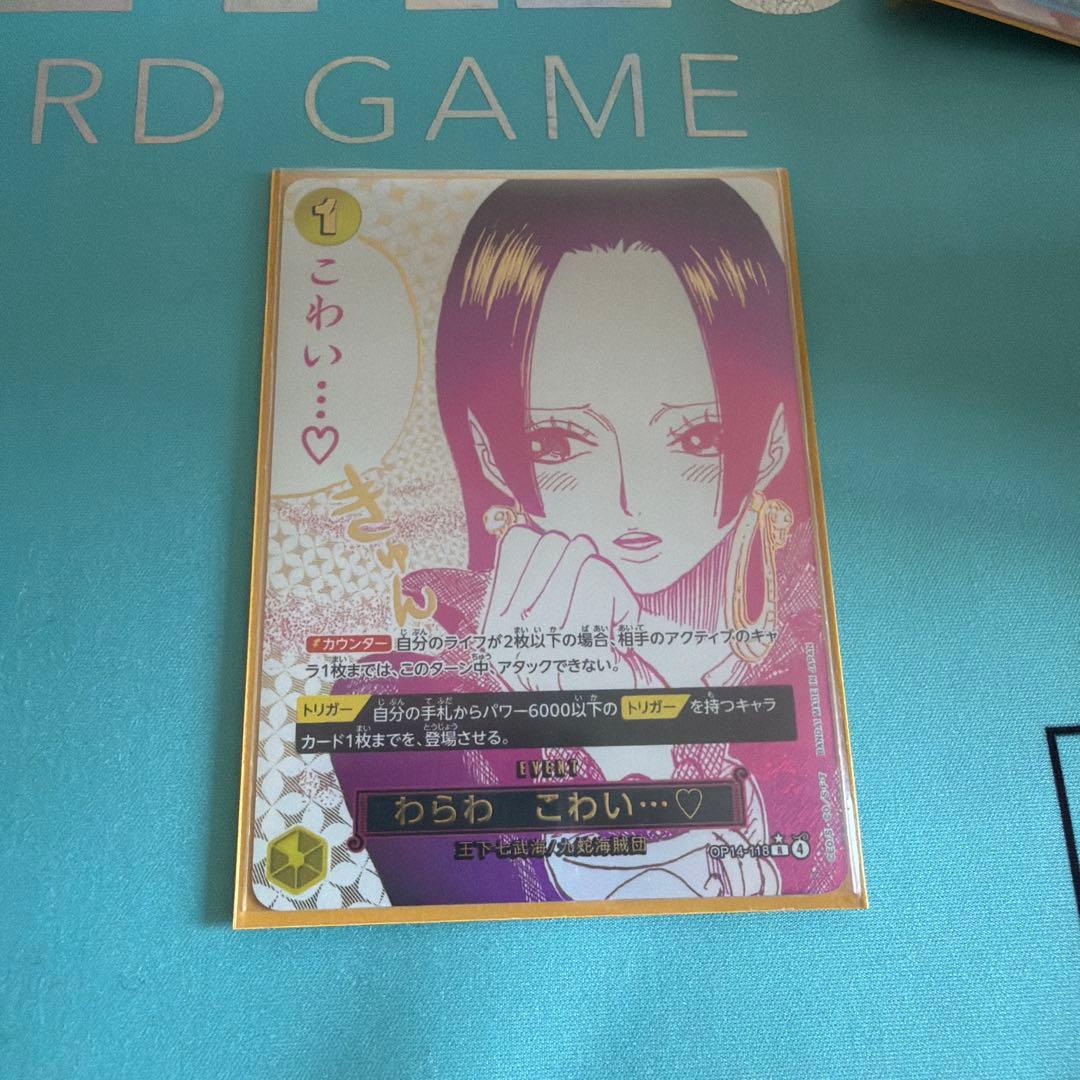 RD GAME
1
こわい…♡
きゅん
カウンター 自分のライフが2枚以下の場合、相手のアクティブのキャ
ラ1枚までは、このターン中、アタックできない。
トリガー 自分の手札からパワー6000以下の トリガー を持つキャラ
カード1枚までを、登場させる。
EVENT
わらわ こわい…♡
王下七武海/九蛇海賊団
OP14-118 R 4
BANDAI MADE IN JAPAN